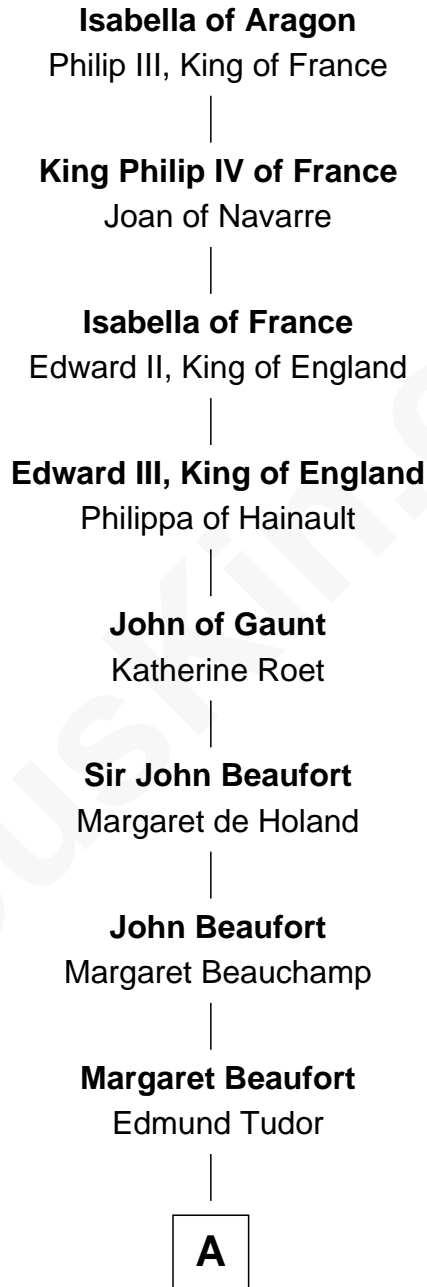 Isabella of Aragon
Philip III, King of France
King Philip IV of France
Joan of Navarre
Isabella of France
Edward II, King of England
Edward III, King of England
Philippa of Hainault
John of Gaunt
Katherine Roet
Sir John Beaufort
Margaret de Holand
John Beaufort
Margaret Beauchamp
Margaret Beaufort
Edmund Tudor
A